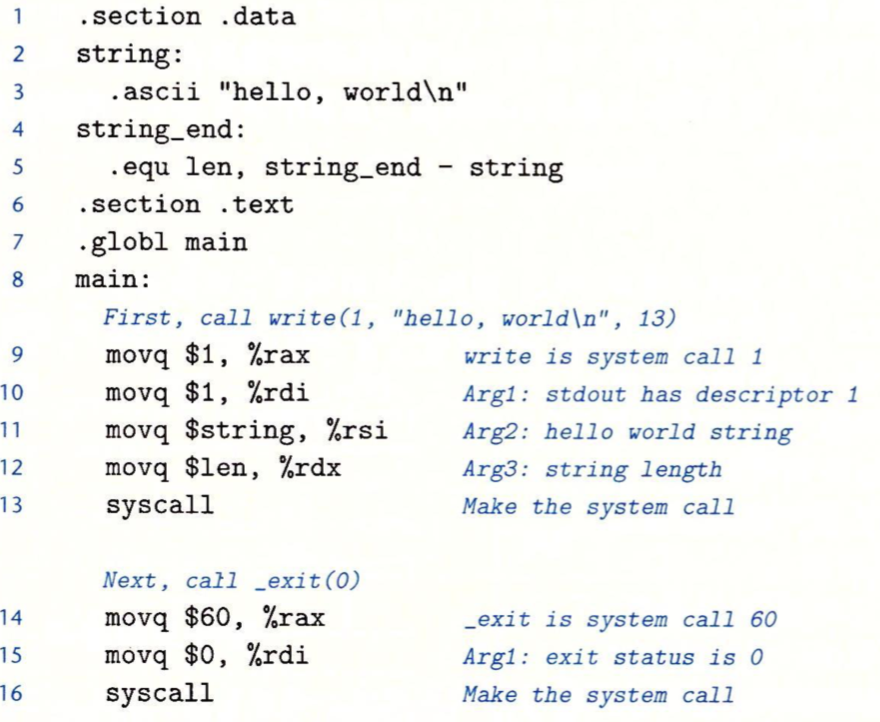 1 .section .data
2 string:
3 .ascii "hello, world\n"
4 string_end:
5 .equ len, string_end - string
6 .section .text
7 .globl main
8 main:
First, call write(1, "hello, world\n", 13)
9 movq $1, %rax write is system call 1
10 movq $1, %rdi Arg1: stdout has descriptor 1
11 movq $string, %rsi Arg2: hello world string
12 movq $len, %rdx Arg3: string length
13 syscall Make the system call
Next, call _exit(0)
14 movq $60, %rax _exit is system call 60
15 movq $0, %rdi Arg1: exit status is 0
16 syscall Make the system call